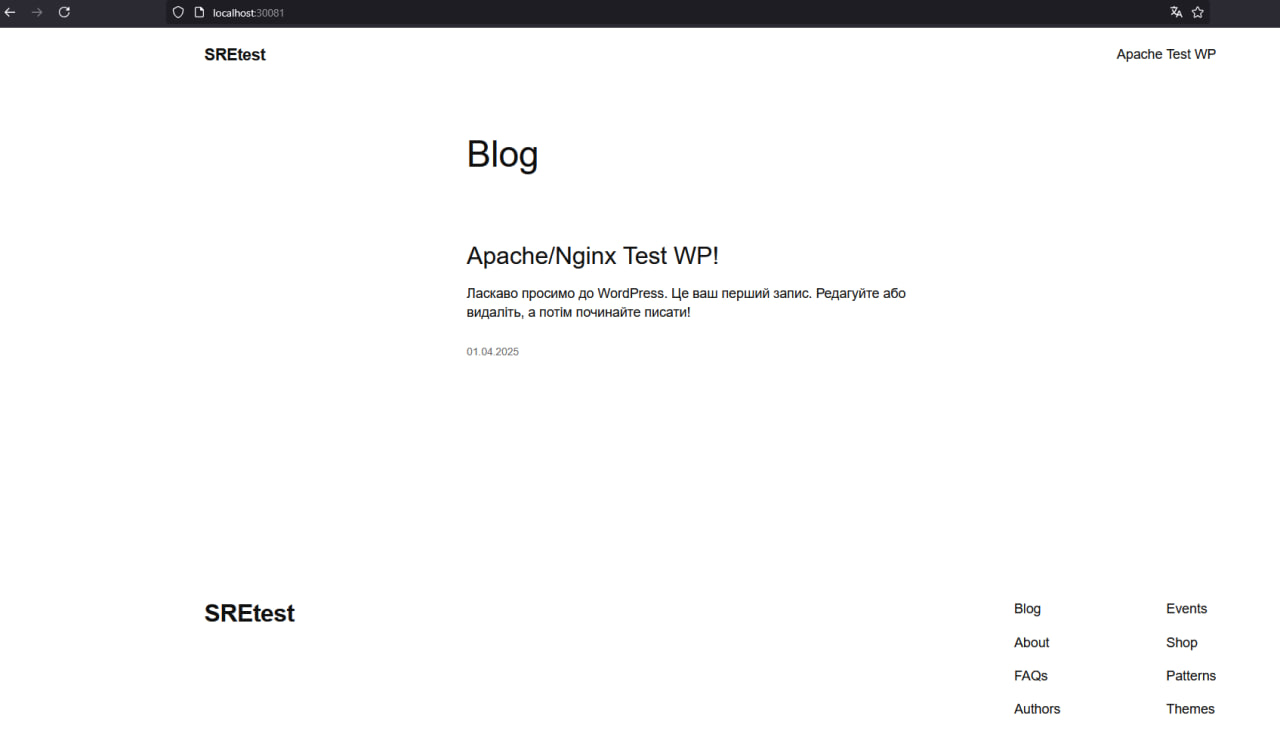 localhost:30081
SREtest
Apache Test WP
Blog
Apache/Nginx Test WP!
Ласкаво просимо до WordPress. Це ваш перший запис. Редагуйте або
видаліть, а потім починайте писати!
01.04.2025
SREtest
Blog
Events
About
Shop
FAQs
Patterns
Authors
Themes